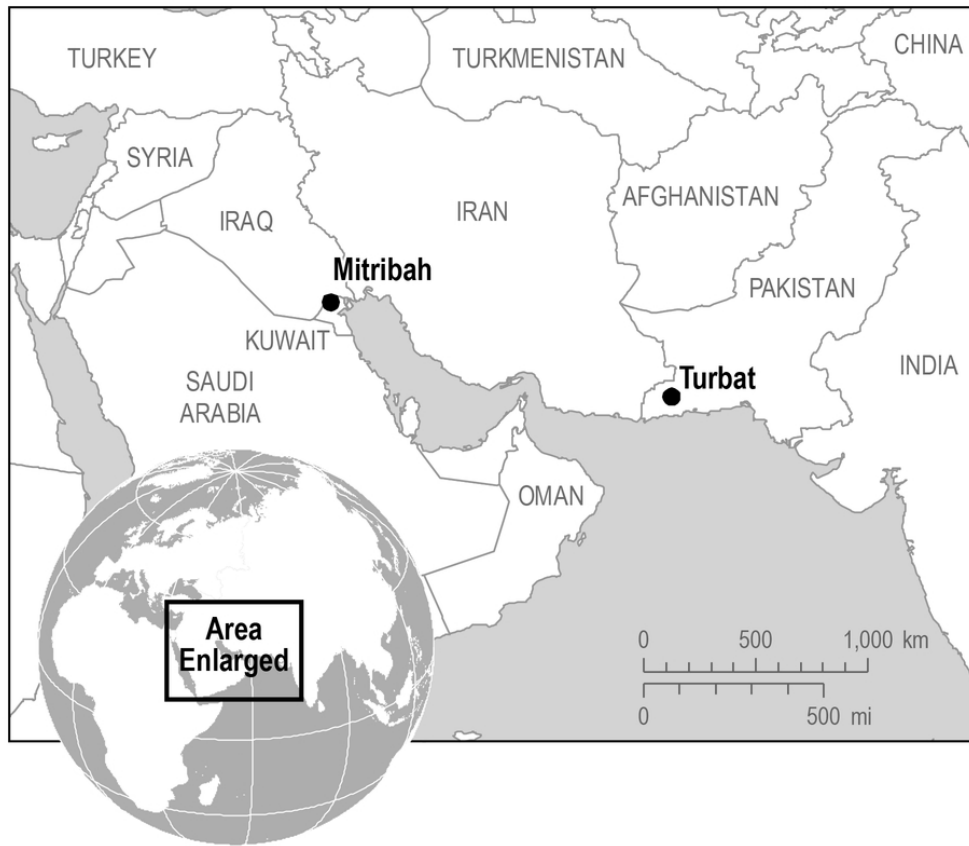 TURKEY
TURKMENISTAN
CHINA
SYRIA
IRAQ
IRAN
AFGHANISTAN
Mitribah
PAKISTAN
KUWAIT
INDIA
SAUDI
ARABIA
Turbat
OMAN
Area
Enlarged
0 500 1,000 km
0 500 mi